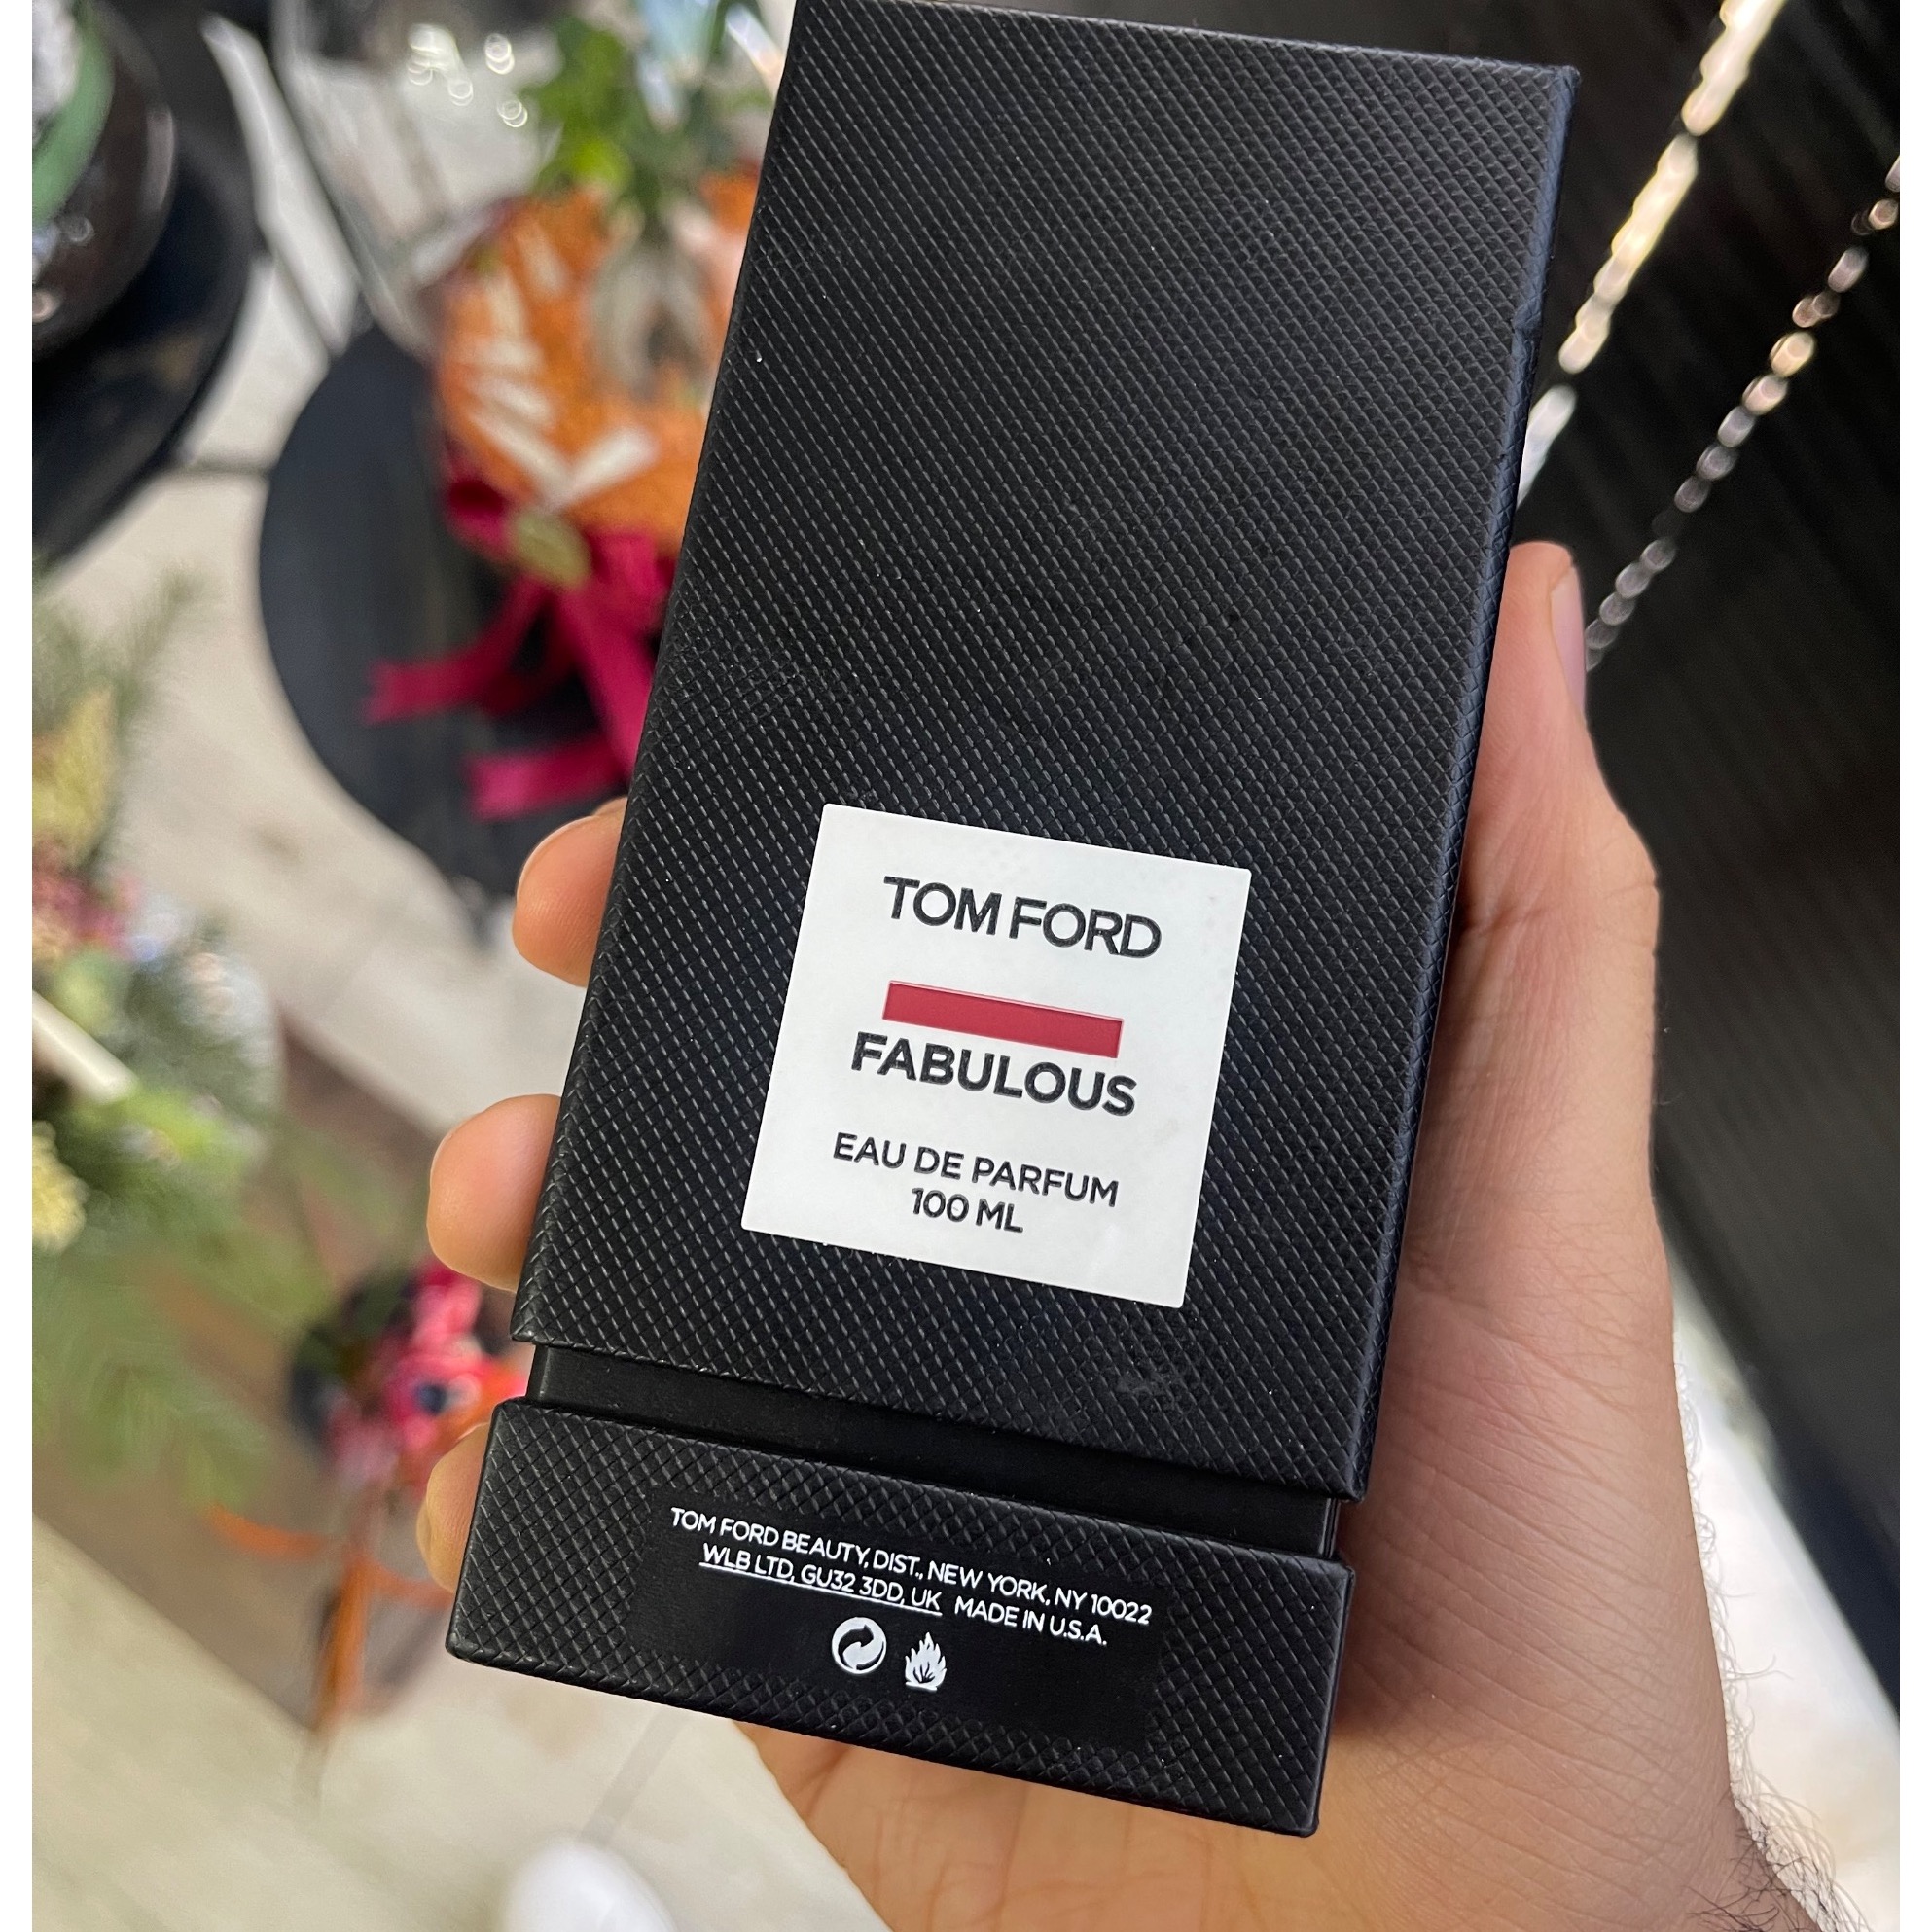 TOM FORD
FABULOUS
EAU DE PARFUM
100 ML
TOM FORD BEAUTY, DIST., NEW YORK, NY 10022
WLB LTD, GU32 3DD, UK MADE IN U.S.A.